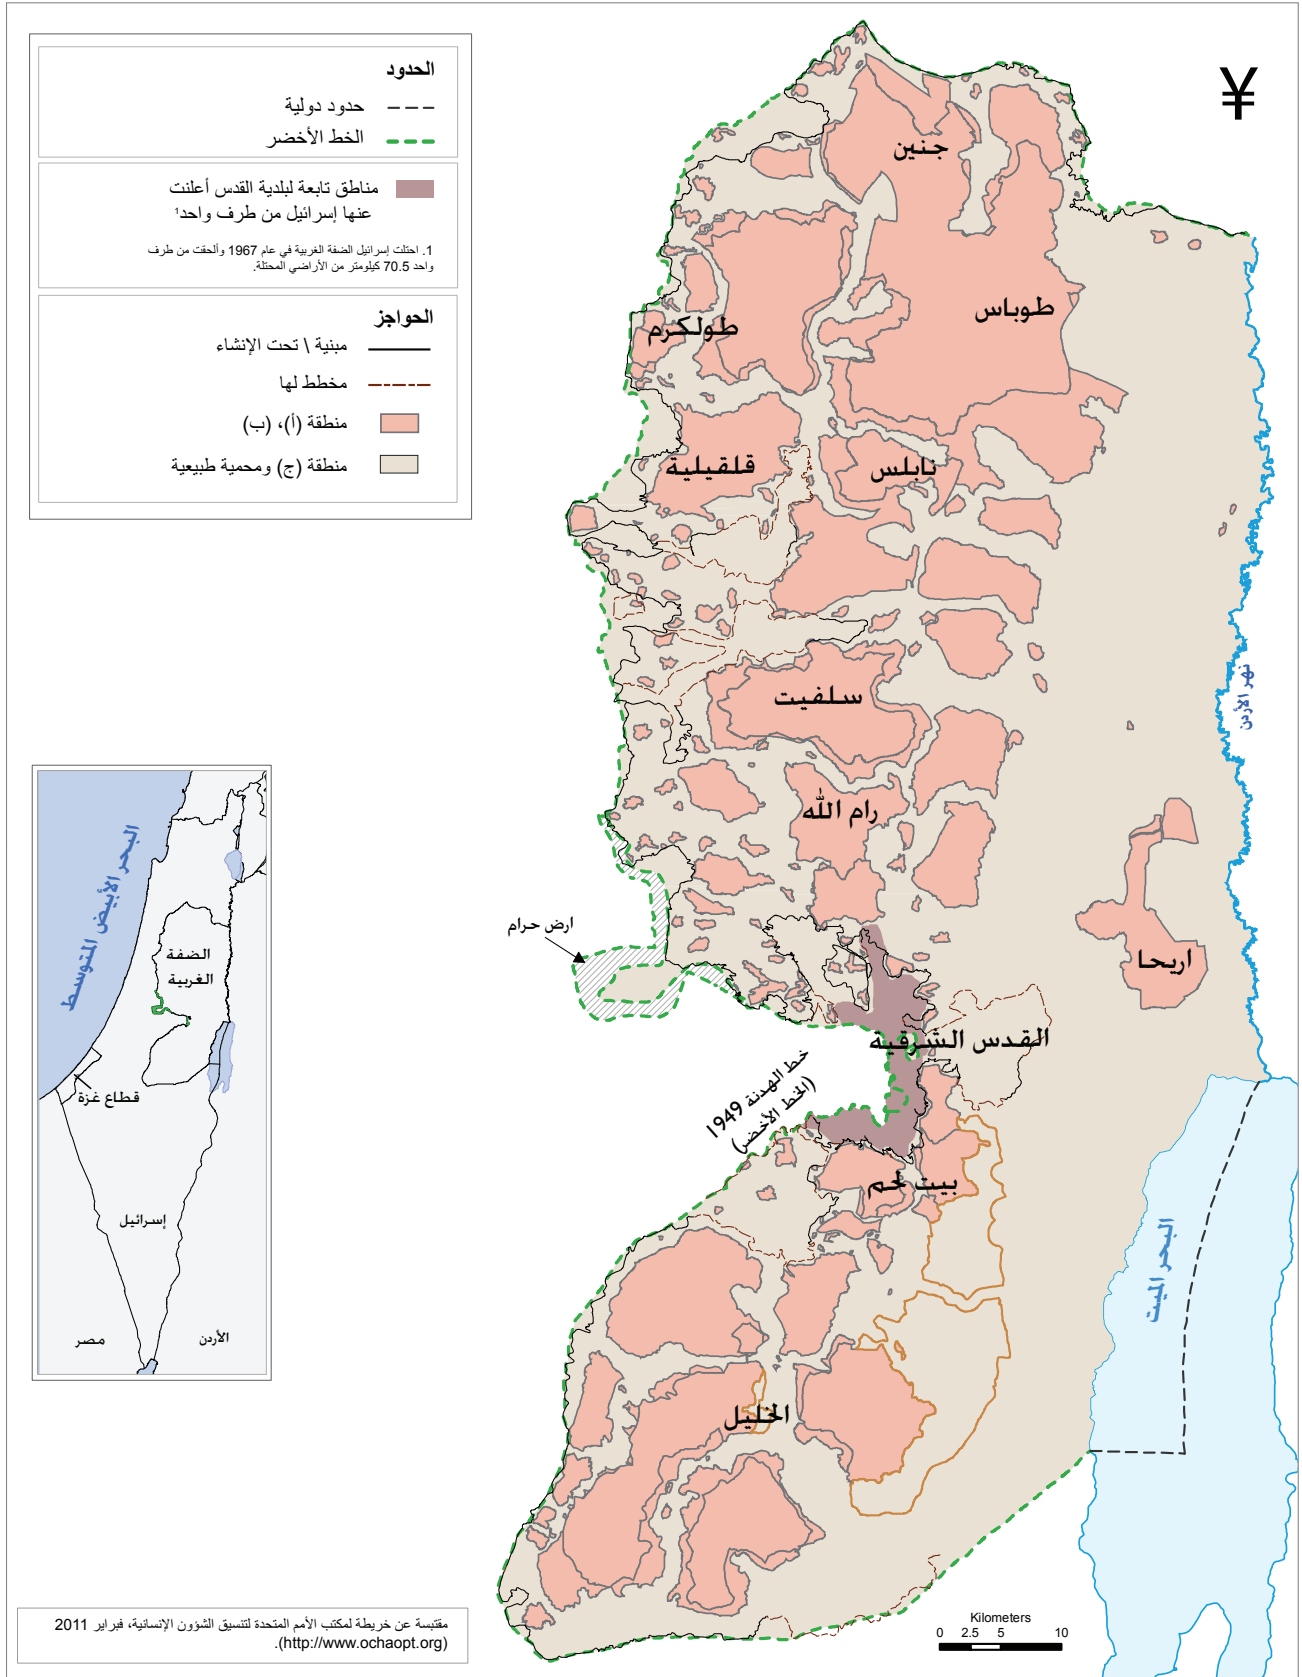 الحدود
حدود دولية
الخط الأخضر
مناطق تابعة لبلدية القدس أعلنت
عنها إسرائيل من طرف واحد¹
1. احتلت إسرائيل الضفة الغربية في عام 1967 وألحقت من طرف
واحد 70.5 كيلومتر من الأراضي المحتلة.
الحواجز
مبنية \ تحت الإنشاء
مخطط لها
منطقة (أ)، (ب)
منطقة (ج) ومحمية طبيعية
¥
جنين
طوباس
طولكرم
قلقيلية
نابلس
سلفيت
نهر الأردن
رام الله
ارض حرام
اريحا
القدس الشرقية
خط الهدنة 1949
(الخط الأخضر)
بيت لحم
البحر الميت
الخليل
البحر الأبيض المتوسط
الضفة
الغربية
قطاع غزة
إسرائيل
مصر
الأردن
مقتبسة عن خريطة لمكتب الأمم المتحدة لتنسيق الشؤون الإنسانية، فبراير 2011
(http://www.ochaopt.org).
Kilometers
0 2.5 5 10